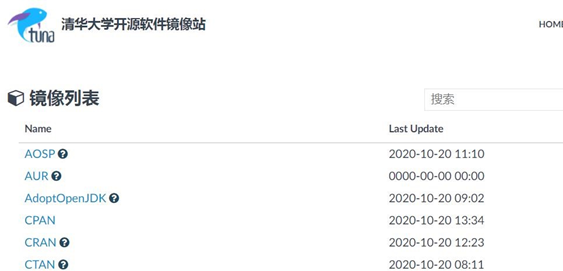 tuna 清华大学开源软件镜像站 HOME
镜像列表 搜索
Name Last Update
AOSP 2020-10-20 11:10
AUR 0000-00-00 00:00
AdoptOpenJDK 2020-10-20 09:02
CPAN 2020-10-20 13:34
CRAN 2020-10-20 12:23
CTAN 2020-10-20 08:11